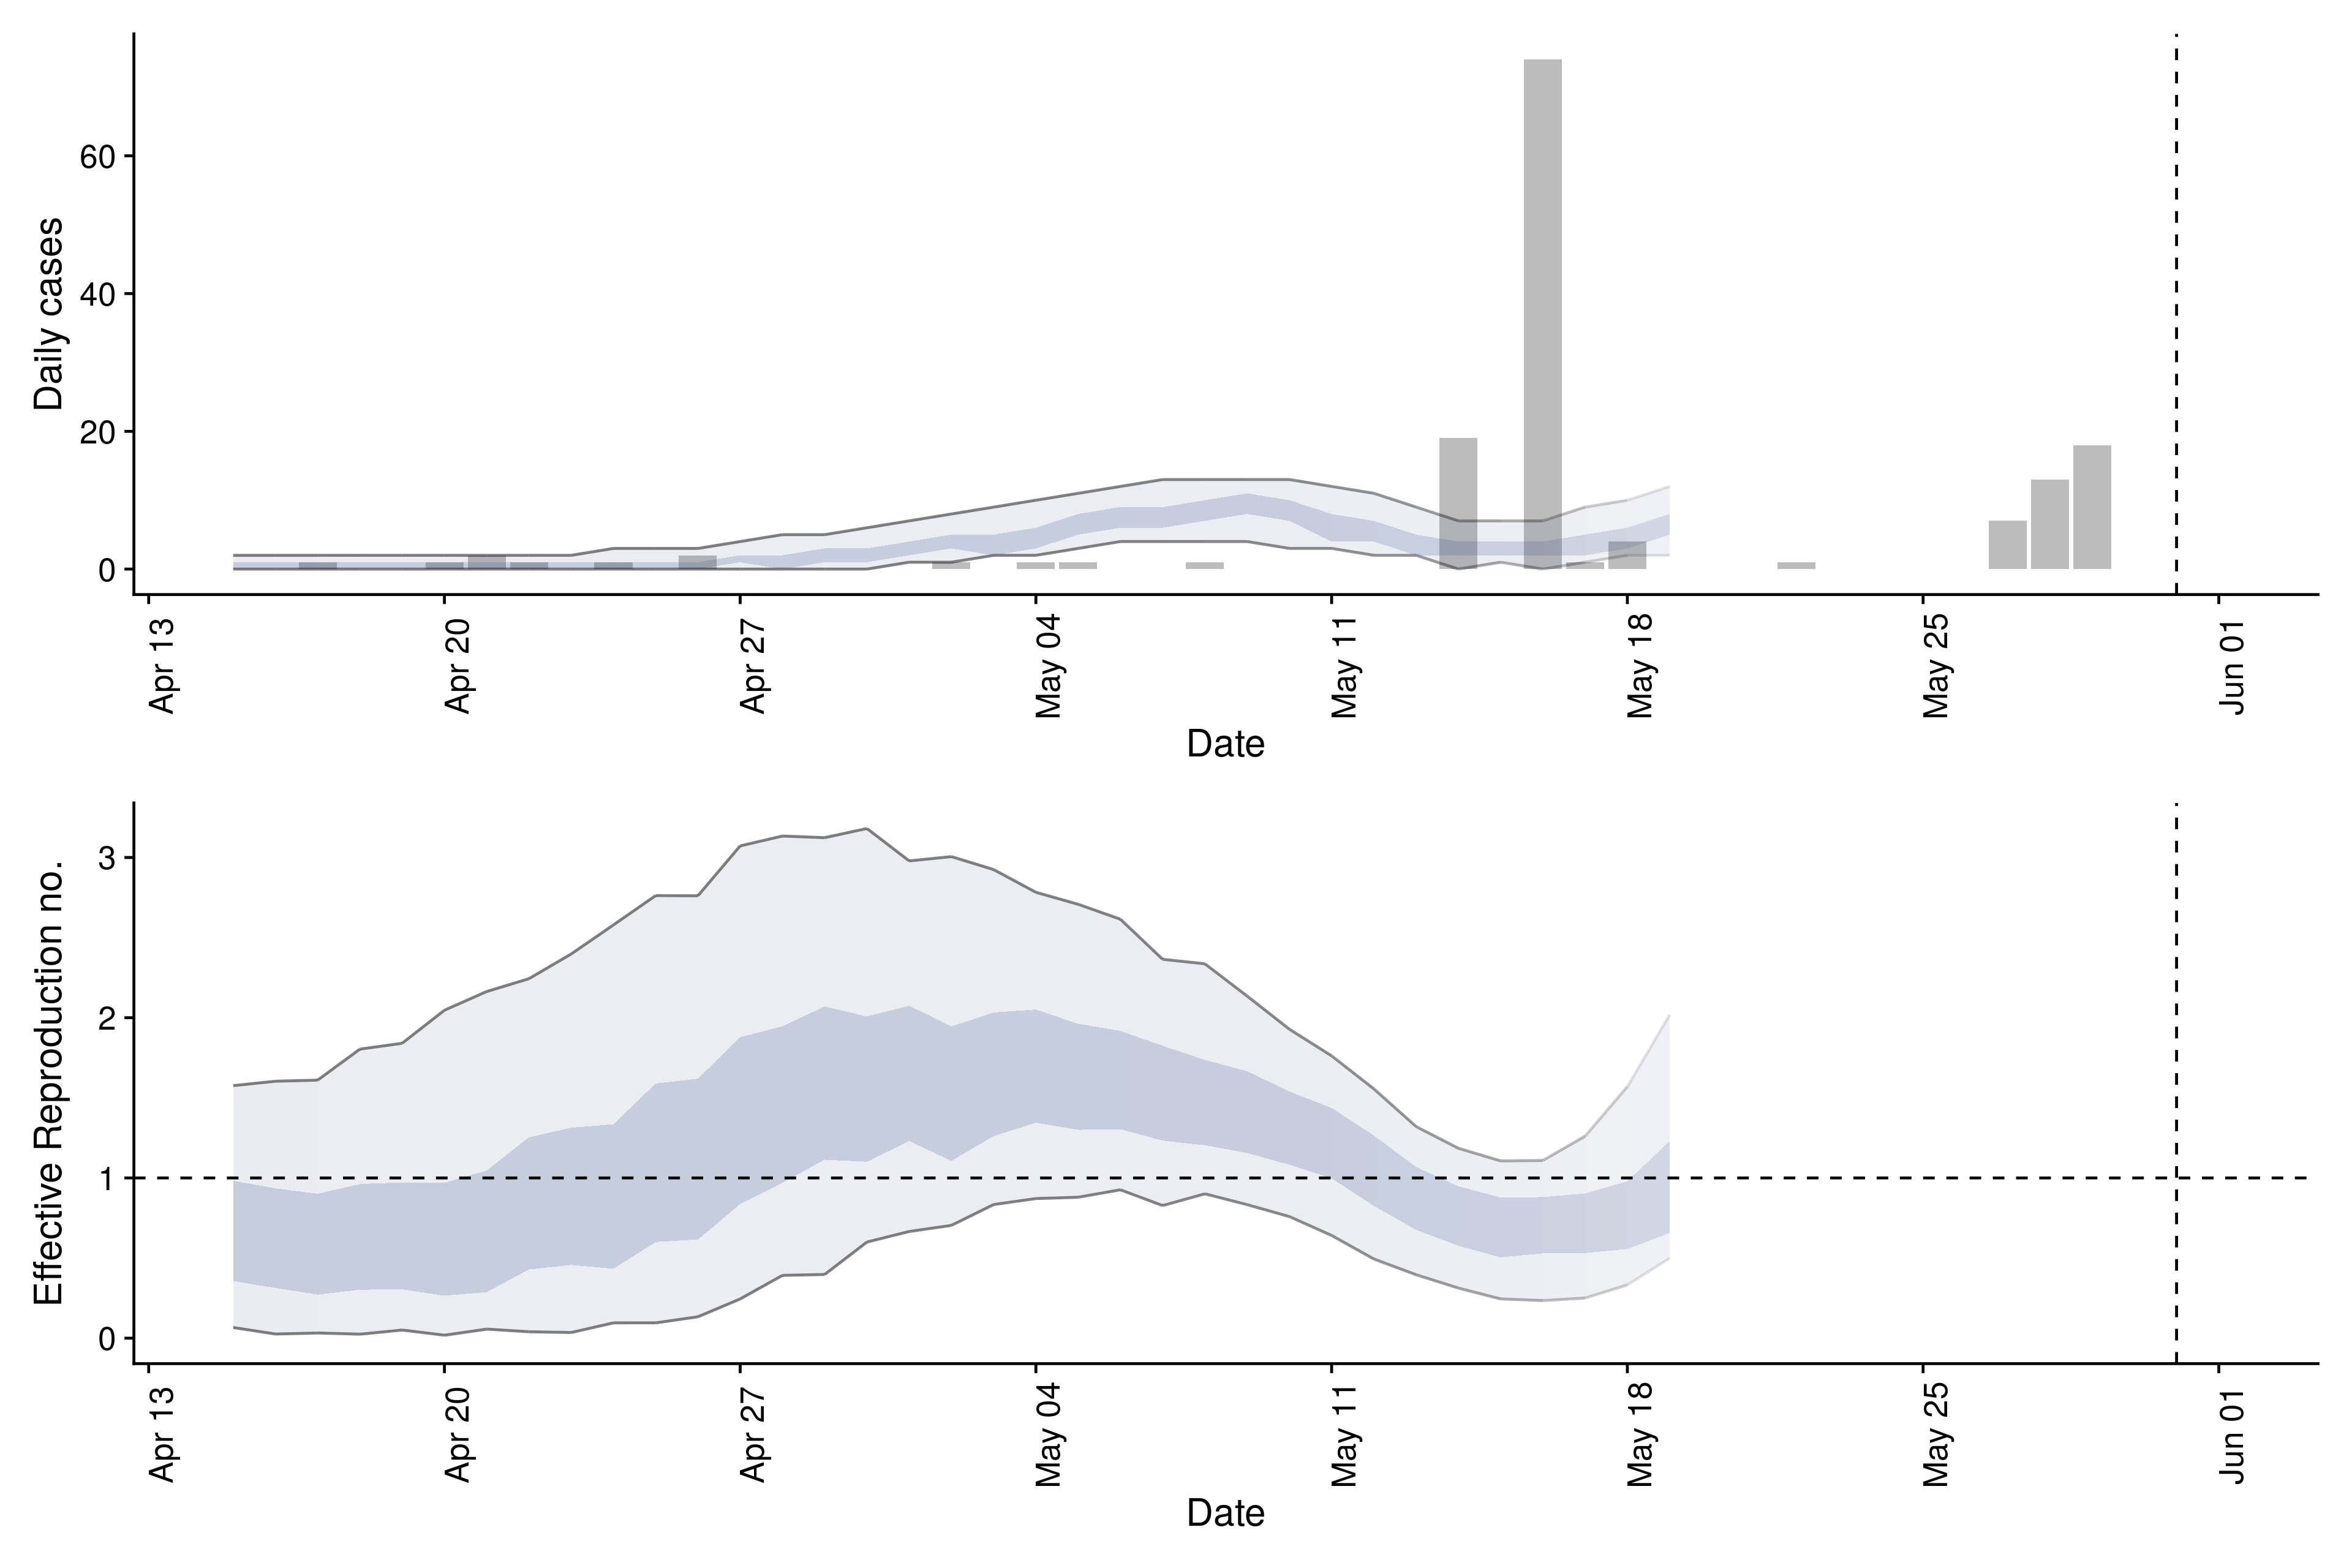 Daily cases
60
40
20
0
Apr 13
Apr 20
Apr 27
May 04
May 11
May 18
May 25
Jun 01
Date
Effective Reproduction no.
3
2
1
0
Apr 13
Apr 20
Apr 27
May 04
May 11
May 18
May 25
Jun 01
Date